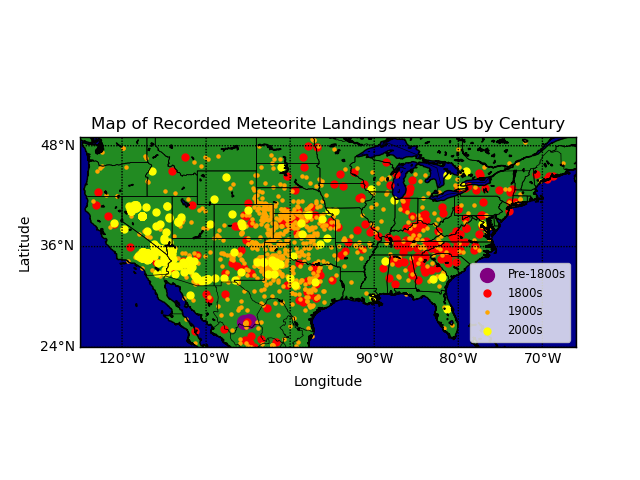 Map of Recorded Meteorite Landings near US by Century
48°N
36°N
24°N
Latitude
120°W 110°W 100°W 90°W 80°W 70°W
Longitude
Pre-1800s
1800s
1900s
2000s